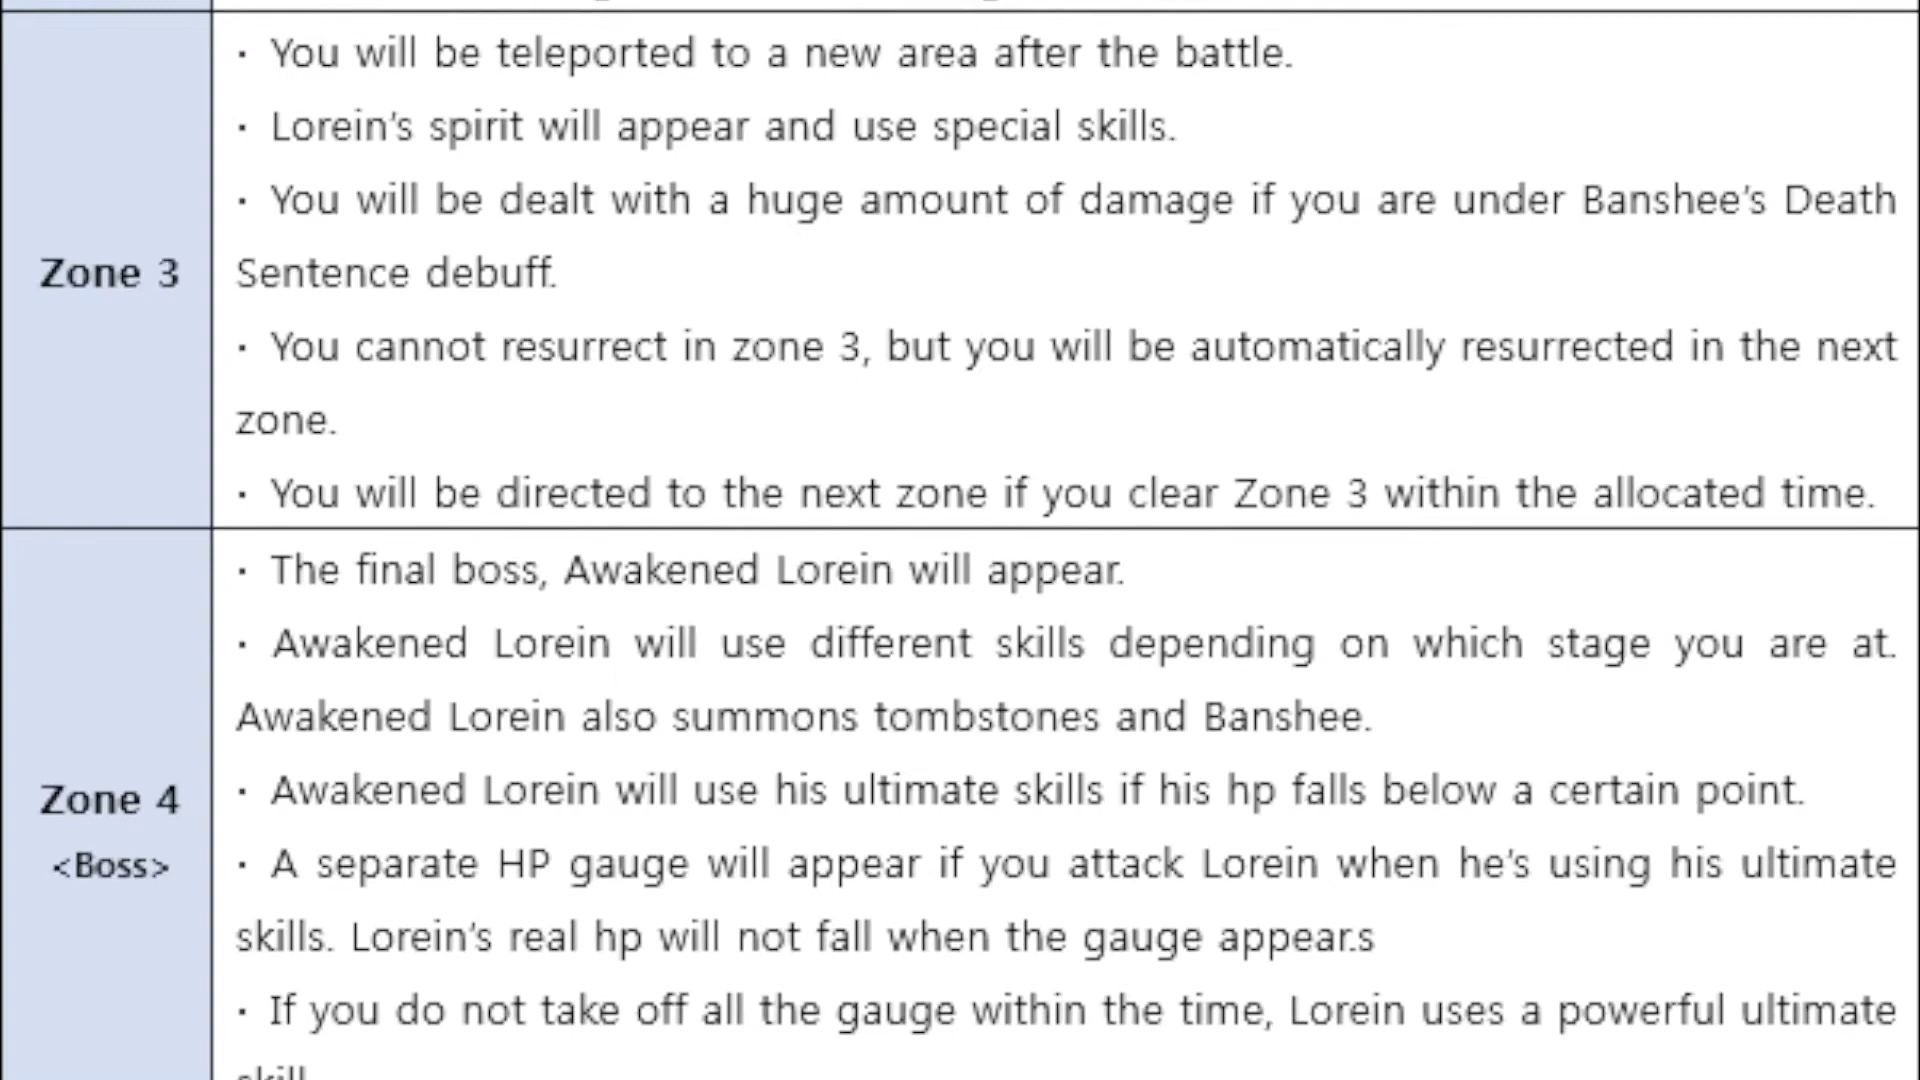 · You will be teleported to a new area after the battle.
· Lorein's spirit will appear and use special skills.
· You will be dealt with a huge amount of damage if you are under Banshee's Death
Sentence debuff.
Zone 3
· You cannot resurrect in zone 3, but you will be automatically resurrected in the next
zone.
· You will be directed to the next zone if you clear Zone 3 within the allocated time.
· The final boss, Awakened Lorein will appear.
· Awakened Lorein will use different skills depending on which stage you are at.
Awakened Lorein also summons tombstones and Banshee.
Zone 4
<Boss>
· Awakened Lorein will use his ultimate skills if his hp falls below a certain point.
· A separate HP gauge will appear if you attack Lorein when he's using his ultimate
skills. Lorein's real hp will not fall when the gauge appear.s
· If you do not take off all the gauge within the time, Lorein uses a powerful ultimate
skill